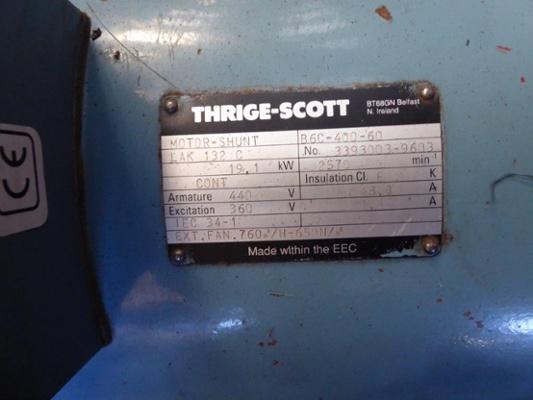 THRIGE-SCOTT
BT68GN Belfast
N. Ireland
MOTOR-SHUNT B6C-400-60
LAK 132 C No. 3393003-9603
19.1 kW 2570 min-1
CONT Insulation Cl. F K
Armature 440 V A
Excitation 360 V A
IEC 34-1
EXT.FAN.
Made within the EEC
CE